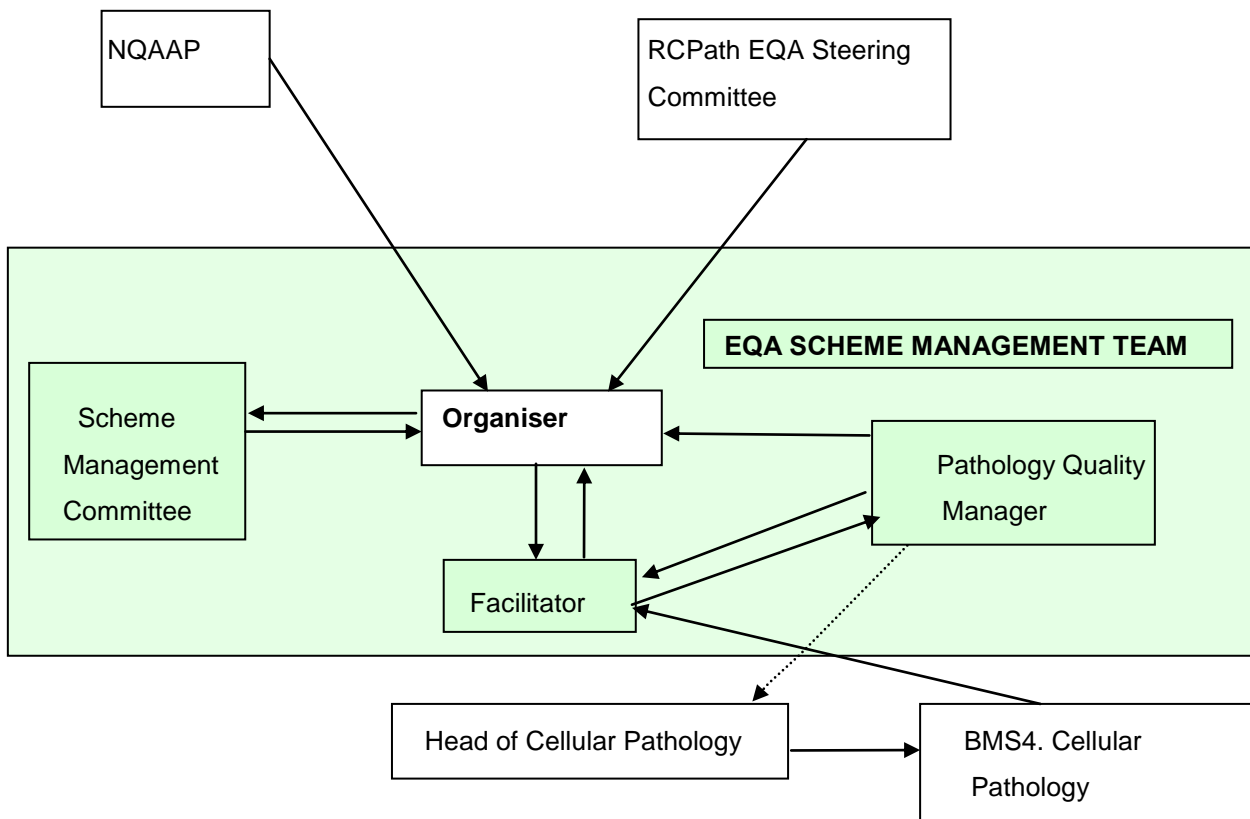 NQAAP
RCPath EQA Steering
Committee
EQA SCHEME MANAGEMENT TEAM
Scheme
Management
Committee
Organiser
Pathology Quality
Manager
Facilitator
Head of Cellular Pathology
BMS4. Cellular
Pathology